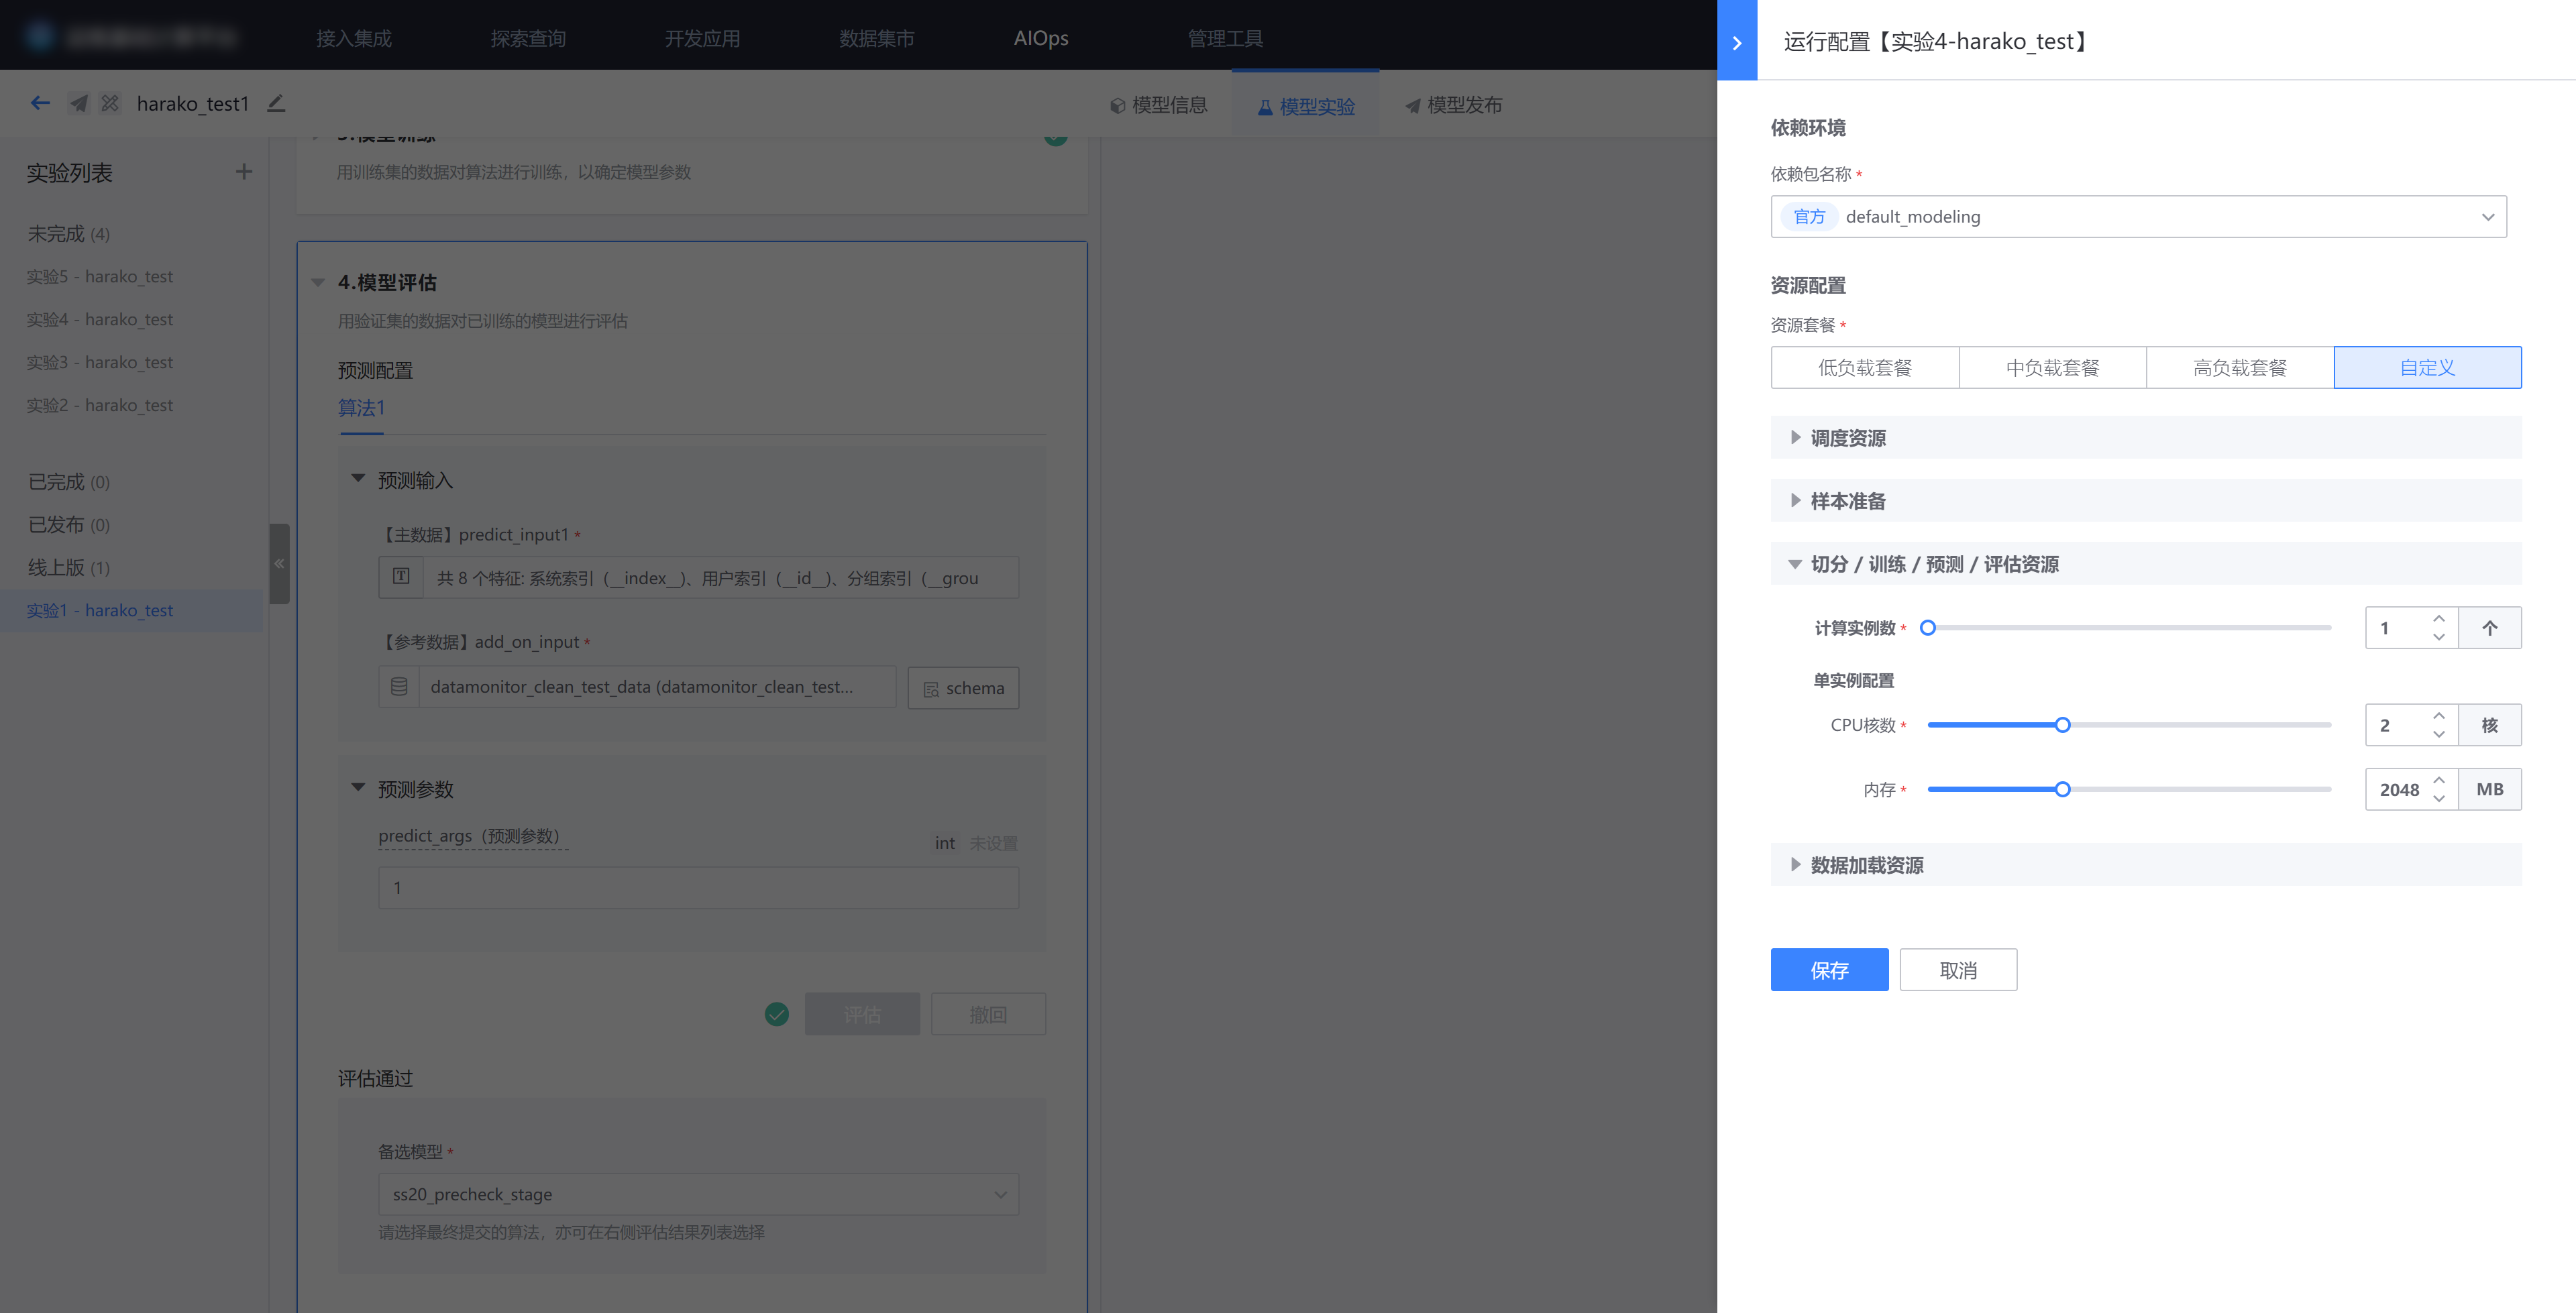 接入集成
探索查询
开发应用
数据集市
AIOps
管理工具
harako_test1
模型信息
模型实验
模型发布
实验列表
未完成 (4)
实验5 - harako_test
实验4 - harako_test
实验3 - harako_test
实验2 - harako_test
已完成 (0)
已发布 (0)
线上版 (1)
实验1 - harako_test
用训练集的数据对算法进行训练，以确定模型参数
4.模型评估
用验证集的数据对已训练的模型进行评估
预测配置
算法1
预测输入
【主数据】predict_input1 *
共 8 个特征: 系统索引（__index__）、用户索引（__id__）、分组索引（__grou
【参考数据】add_on_input *
datamonitor_clean_test_data (datamonitor_clean_test...
schema
预测参数
predict_args（预测参数）
int 未设置
1
评估
撤回
评估通过
备选模型 *
ss20_precheck_stage
请选择最终提交的算法，亦可在右侧评估结果列表选择
运行配置【实验4-harako_test】
依赖环境
依赖包名称 *
官方 default_modeling
资源配置
资源套餐 *
低负载套餐
中负载套餐
高负载套餐
自定义
调度资源
样本准备
切分 / 训练 / 预测 / 评估资源
计算实例数 *
1 个
单实例配置
CPU核数 *
2 核
内存 *
2048 MB
数据加载资源
保存
取消